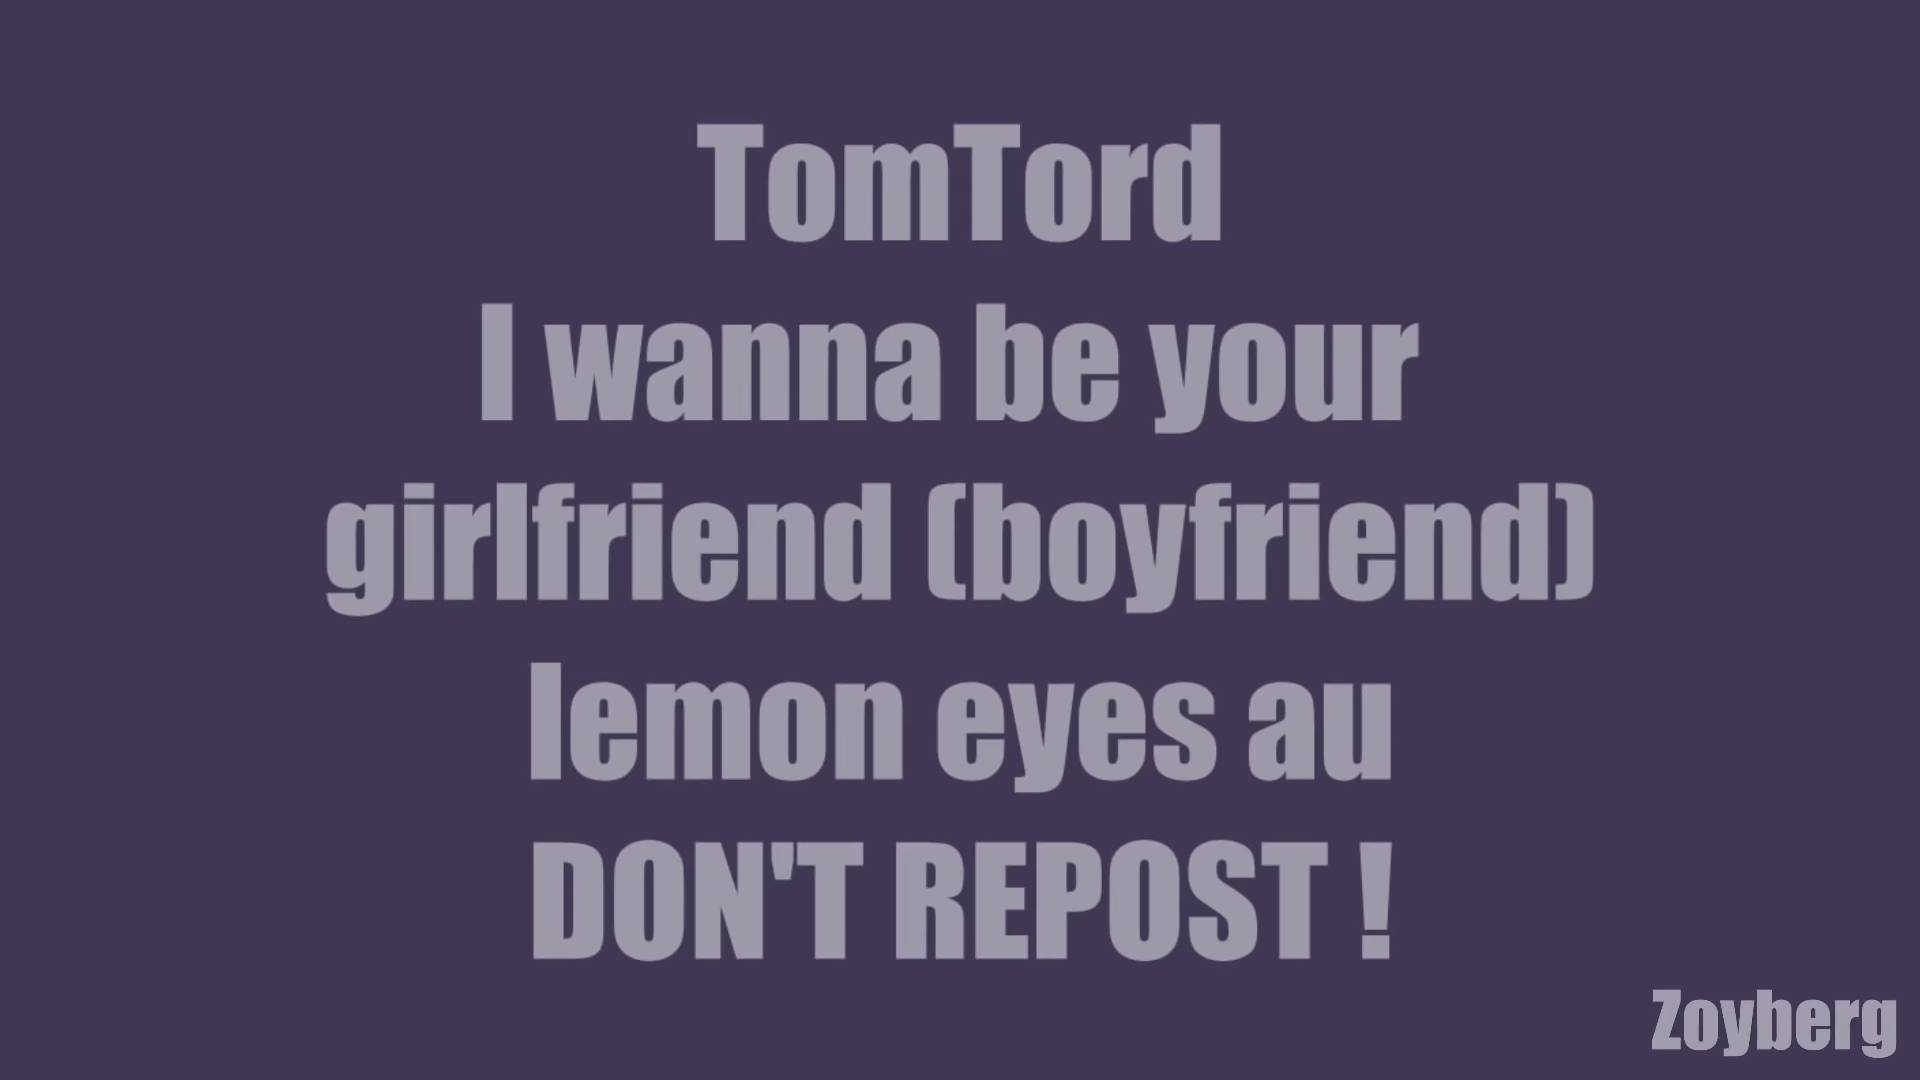 TomTord
I wanna be your
girlfriend (boyfriend)
lemon eyes au
DON'T REPOST !
Zoyberg